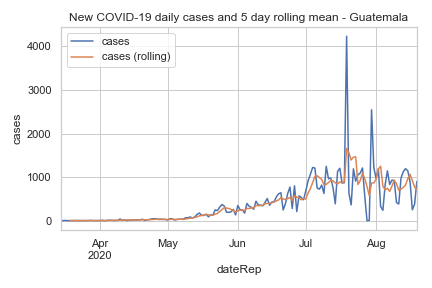 New COVID-19 daily cases and 5 day rolling mean - Guatemala
cases
cases (rolling)
4000
3000
2000
1000
0
cases
Apr
2020
May
Jun
Jul
Aug
dateRep